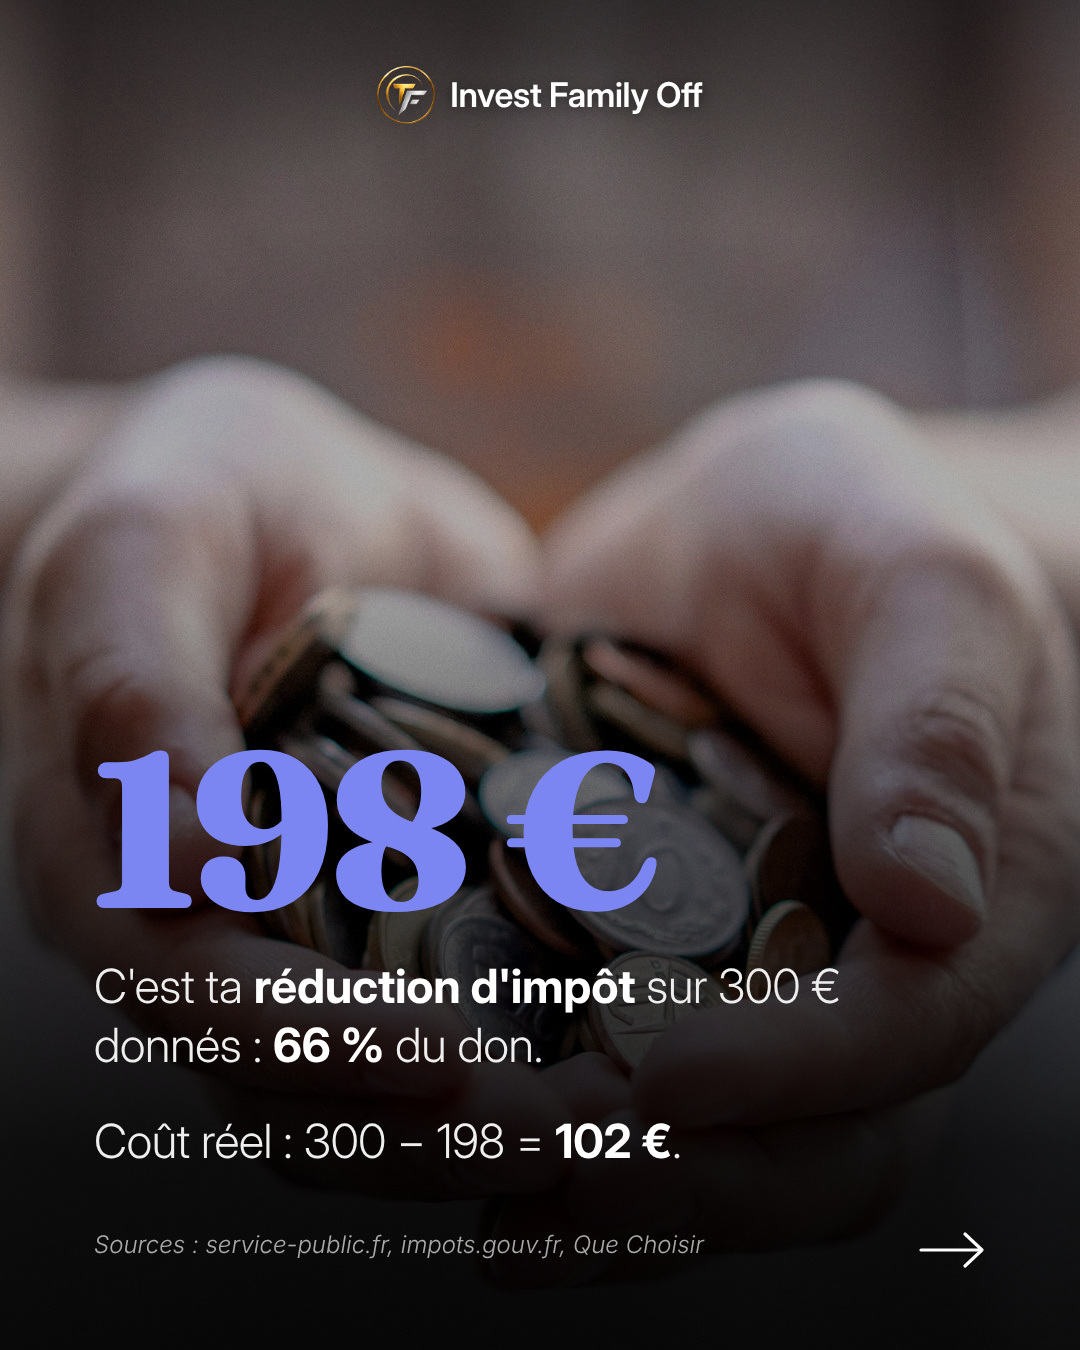 Invest Family Off
198 €
C'est ta réduction d'impôt sur 300 €
donnés : 66 % du don.
Coût réel : 300 – 198 = 102 €.
Sources : service-public.fr, impots.gouv.fr, Que Choisir